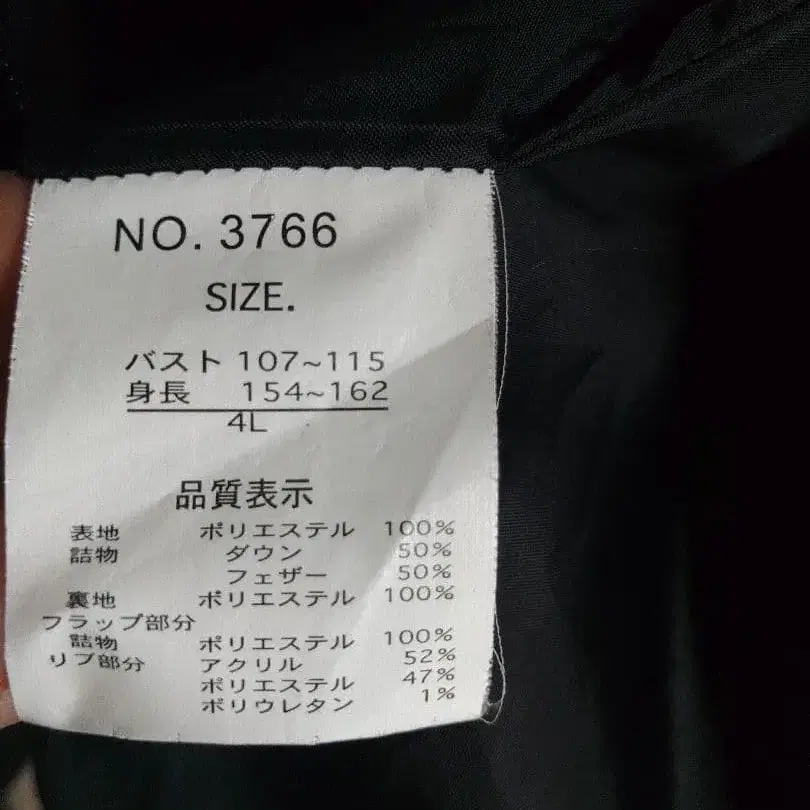 NO. 3766
SIZE.
バスト 107~115
身長 154~162
4L
品質表示
表地 ポリエステル 100%
詰物 ダウン 50%
フェザー 50%
裏地 ポリエステル 100%
フラップ部分
詰物 ポリエステル 100%
リブ部分 アクリル 52%
ポリエステル 47%
ポリウレタン 1%